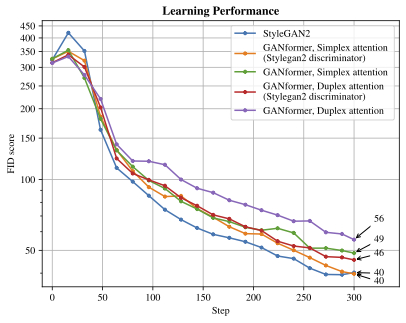 Learning Performance
FID score
450
400
350
300
250
200
150
100
50
StyleGAN2
GANformer, Simplex attention
(Stylegan2 discriminator)
GANformer, Simplex attention
GANformer, Duplex attention
(Stylegan2 discriminator)
GANformer, Duplex attention
56
49
46
40
40
0
50
100
150
200
250
300
Step